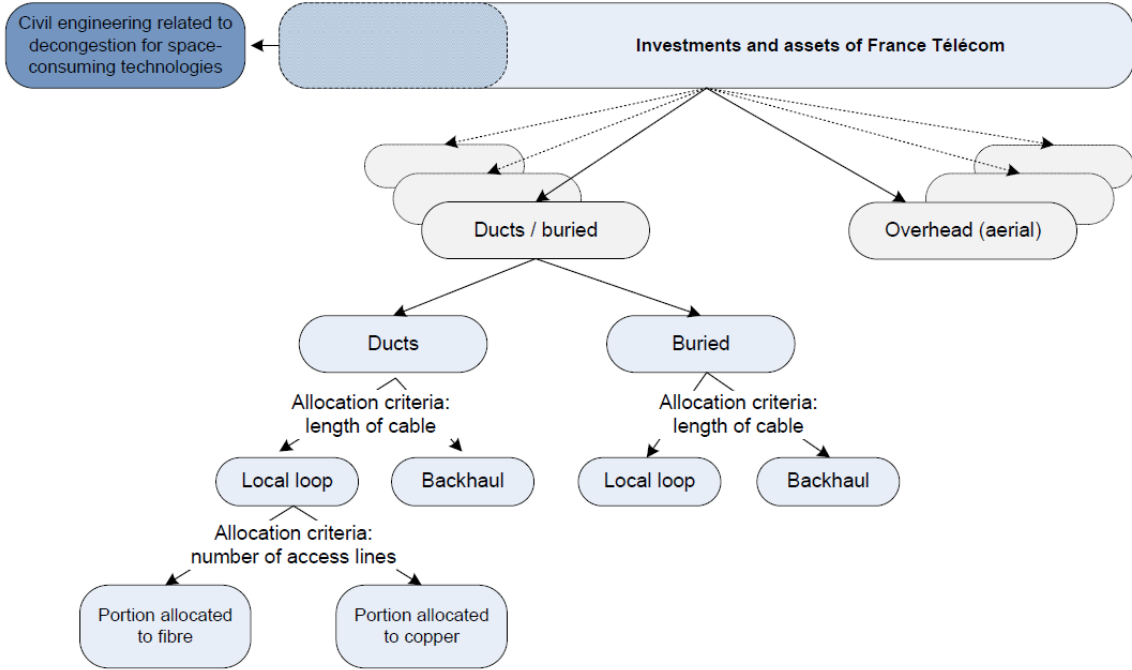 Civil engineering related to
decongestion for space-
consuming technologies
Investments and assets of France Télécom
Ducts / buried
Overhead (aerial)
Ducts
Buried
Allocation criteria:
length of cable
Allocation criteria:
length of cable
Local loop
Backhaul
Local loop
Backhaul
Allocation criteria:
number of access lines
Portion allocated
to fibre
Portion allocated
to copper